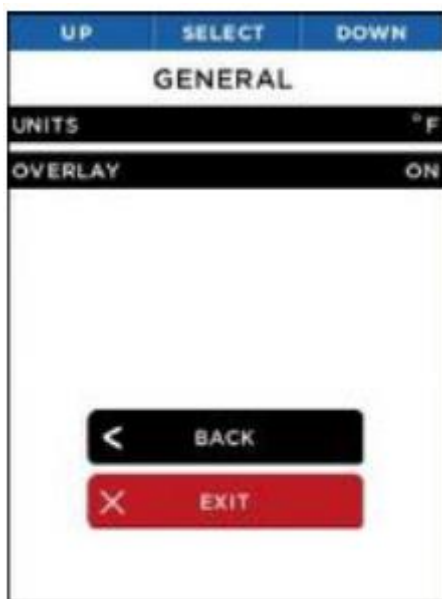 UP SELECT DOWN
GENERAL
UNITS °F
OVERLAY ON
< BACK
X EXIT